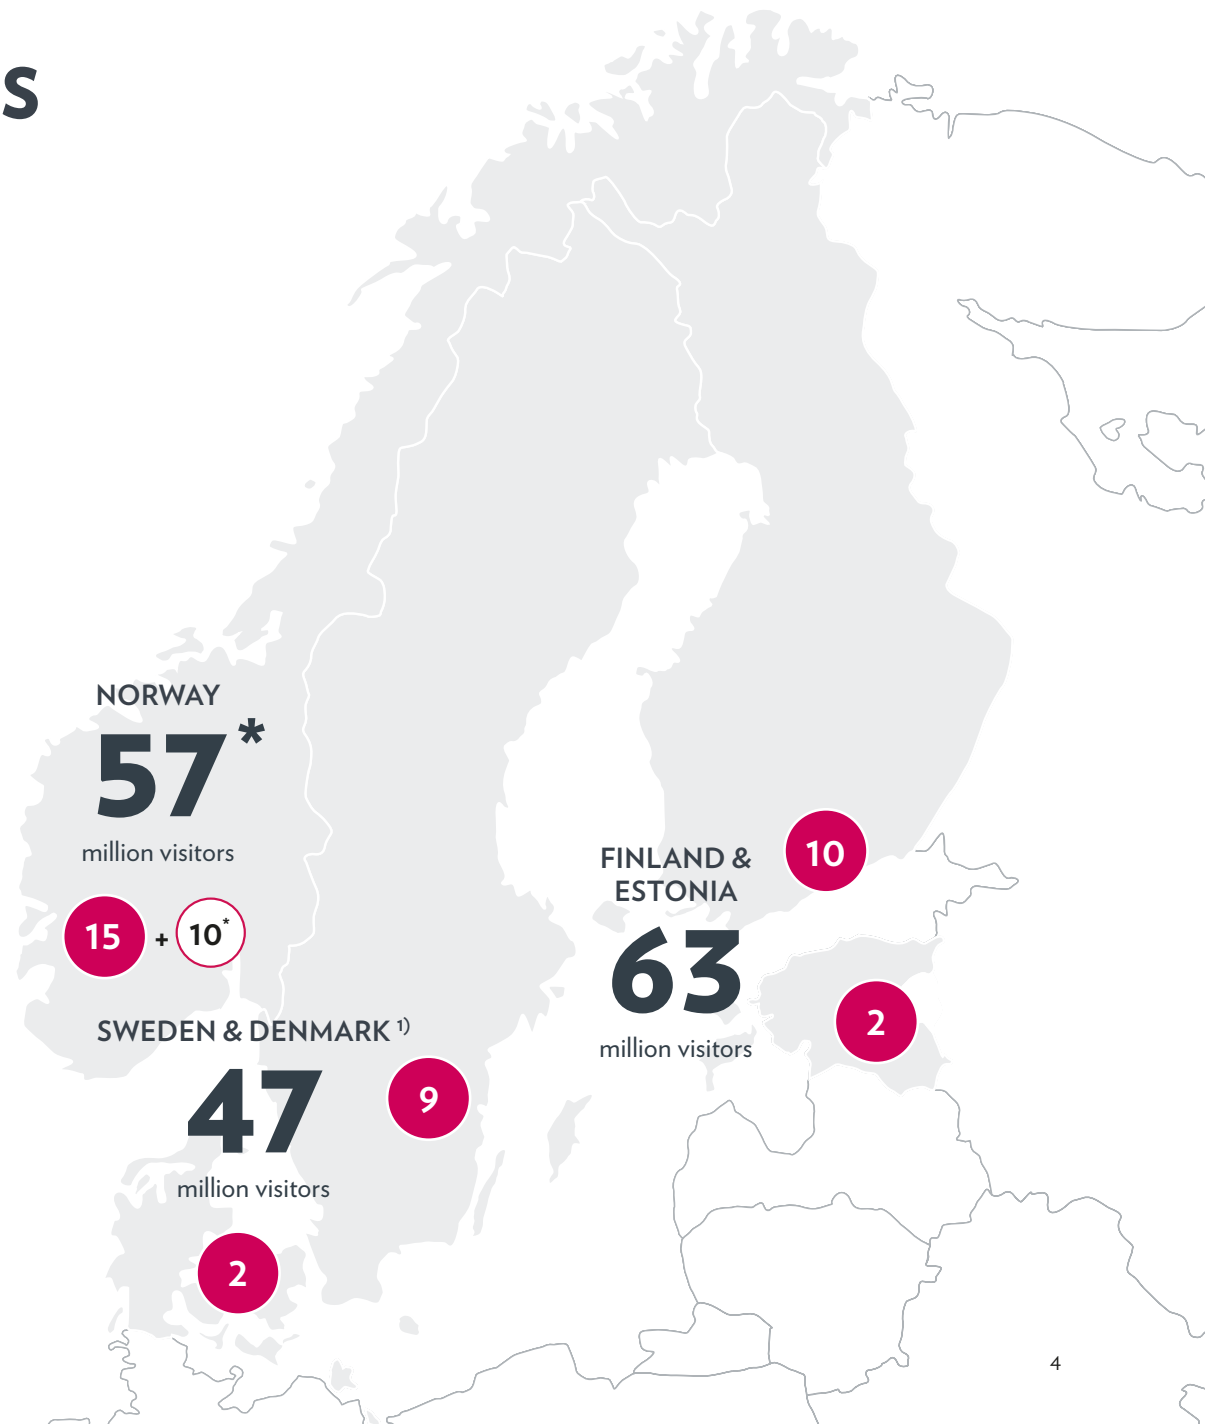 S
NORWAY
57*
million visitors
15 + 10*
FINLAND &
ESTONIA
63
million visitors
10
2
SWEDEN & DENMARK 1)
47
million visitors
9
2
4